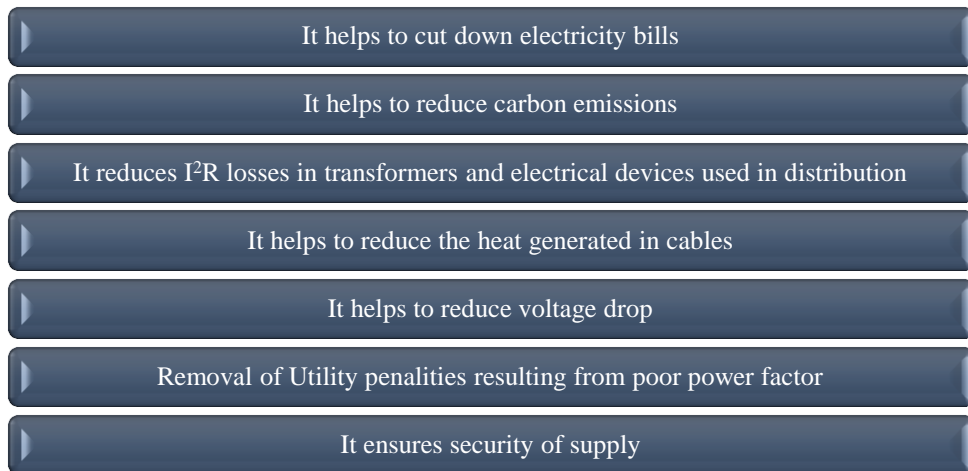 It helps to cut down electricity bills
It helps to reduce carbon emissions
It reduces I²R losses in transformers and electrical devices used in distribution
It helps to reduce the heat generated in cables
It helps to reduce voltage drop
Removal of Utility penalities resulting from poor power factor
It ensures security of supply